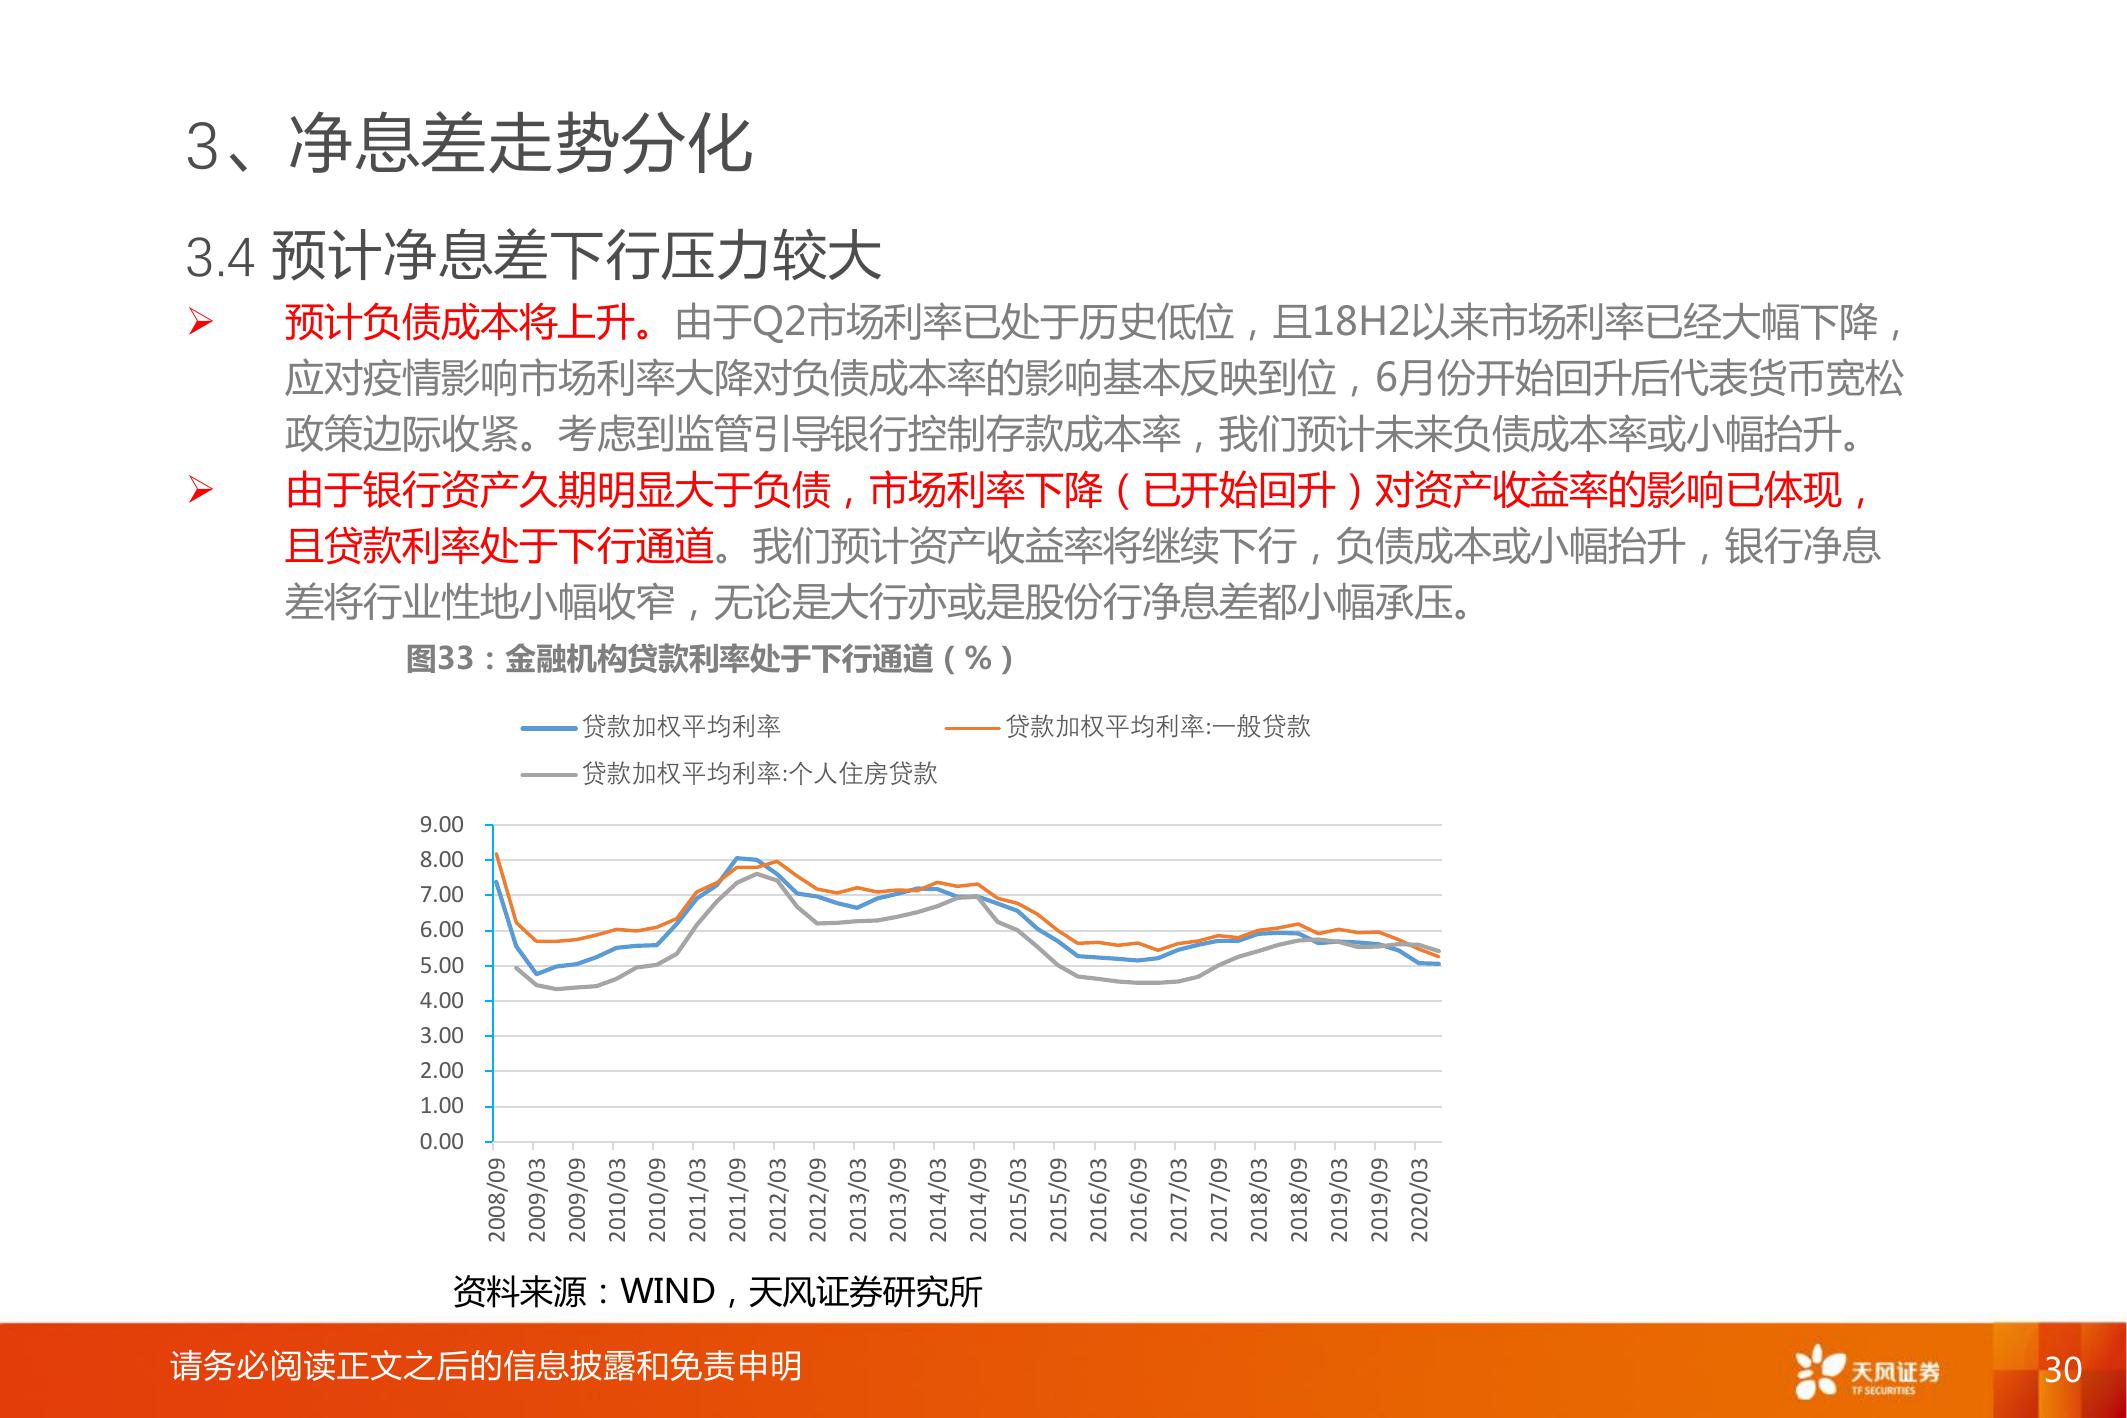 3、净息差走势分化
3.4 预计净息差下行压力较大
➢ 预计负债成本将上升。由于Q2市场利率已处于历史低位，且18H2以来市场利率已经大幅下降，
应对疫情影响市场利率大降对负债成本率的影响基本反映到位，6月份开始回升后代表货币宽松
政策边际收紧。考虑到监管引导银行控制存款成本率，我们预计未来负债成本率或小幅抬升。
➢ 由于银行资产久期明显大于负债，市场利率下降（已开始回升）对资产收益率的影响已体现，
且贷款利率处于下行通道。我们预计资产收益率将继续下行，负债成本或小幅抬升，银行净息
差将行业性地小幅收窄，无论是大行亦或是股份行净息差都小幅承压。
图33：金融机构贷款利率处于下行通道（%）
贷款加权平均利率
贷款加权平均利率:一般贷款
贷款加权平均利率:个人住房贷款
9.00
8.00
7.00
6.00
5.00
4.00
3.00
2.00
1.00
0.00
2008/09
2009/03
2009/09
2010/03
2010/09
2011/03
2011/09
2012/03
2012/09
2013/03
2013/09
2014/03
2014/09
2015/03
2015/09
2016/03
2016/09
2017/03
2017/09
2018/03
2018/09
2019/03
2019/09
2020/03
资料来源：WIND，天风证券研究所
请务必阅读正文之后的信息披露和免责申明
天风证券
TF SECURITIES
30